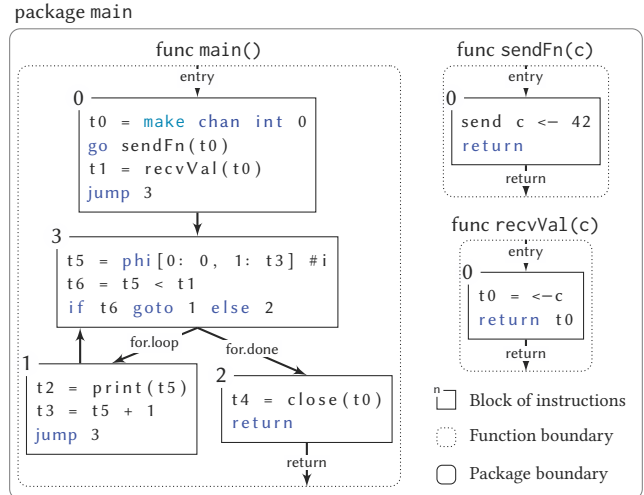 package main
func main()
entry
0
t0 = make chan int 0
go sendFn(t0)
t1 = recvVal(t0)
jump 3
3
t5 = phi[0: 0, 1: t3] #i
t6 = t5 < t1
if t6 goto 1 else 2
for.loop
for.done
1
t2 = print(t5)
t3 = t5 + 1
jump 3
2
t4 = close(t0)
return
return
func sendFn(c)
entry
0
send c <- 42
return
return
func recvVal(c)
entry
0
t0 = <-c
return t0
return
n
Block of instructions
Function boundary
Package boundary